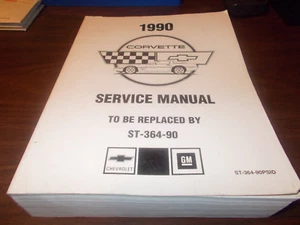 1990
CORVETTE
SERVICE MANUAL
TO BE REPLACED BY
ST-364-90
CHEVROLET
GM
ST-364-90PSID